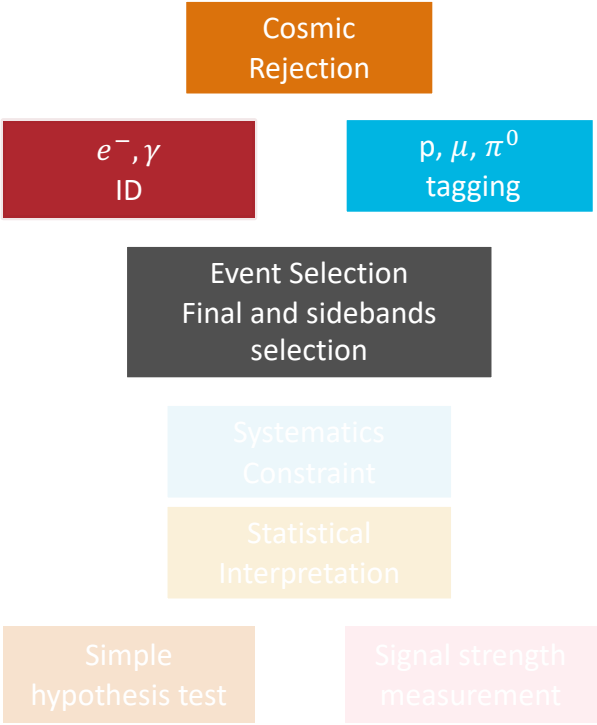 Cosmic
Rejection
e⁻, γ
ID
p, μ, π⁰
tagging
Event Selection
Final and sidebands
selection
Systematics
Constraint
Statistical
Interpretation
Simple
hypothesis test
Signal strength
measurement